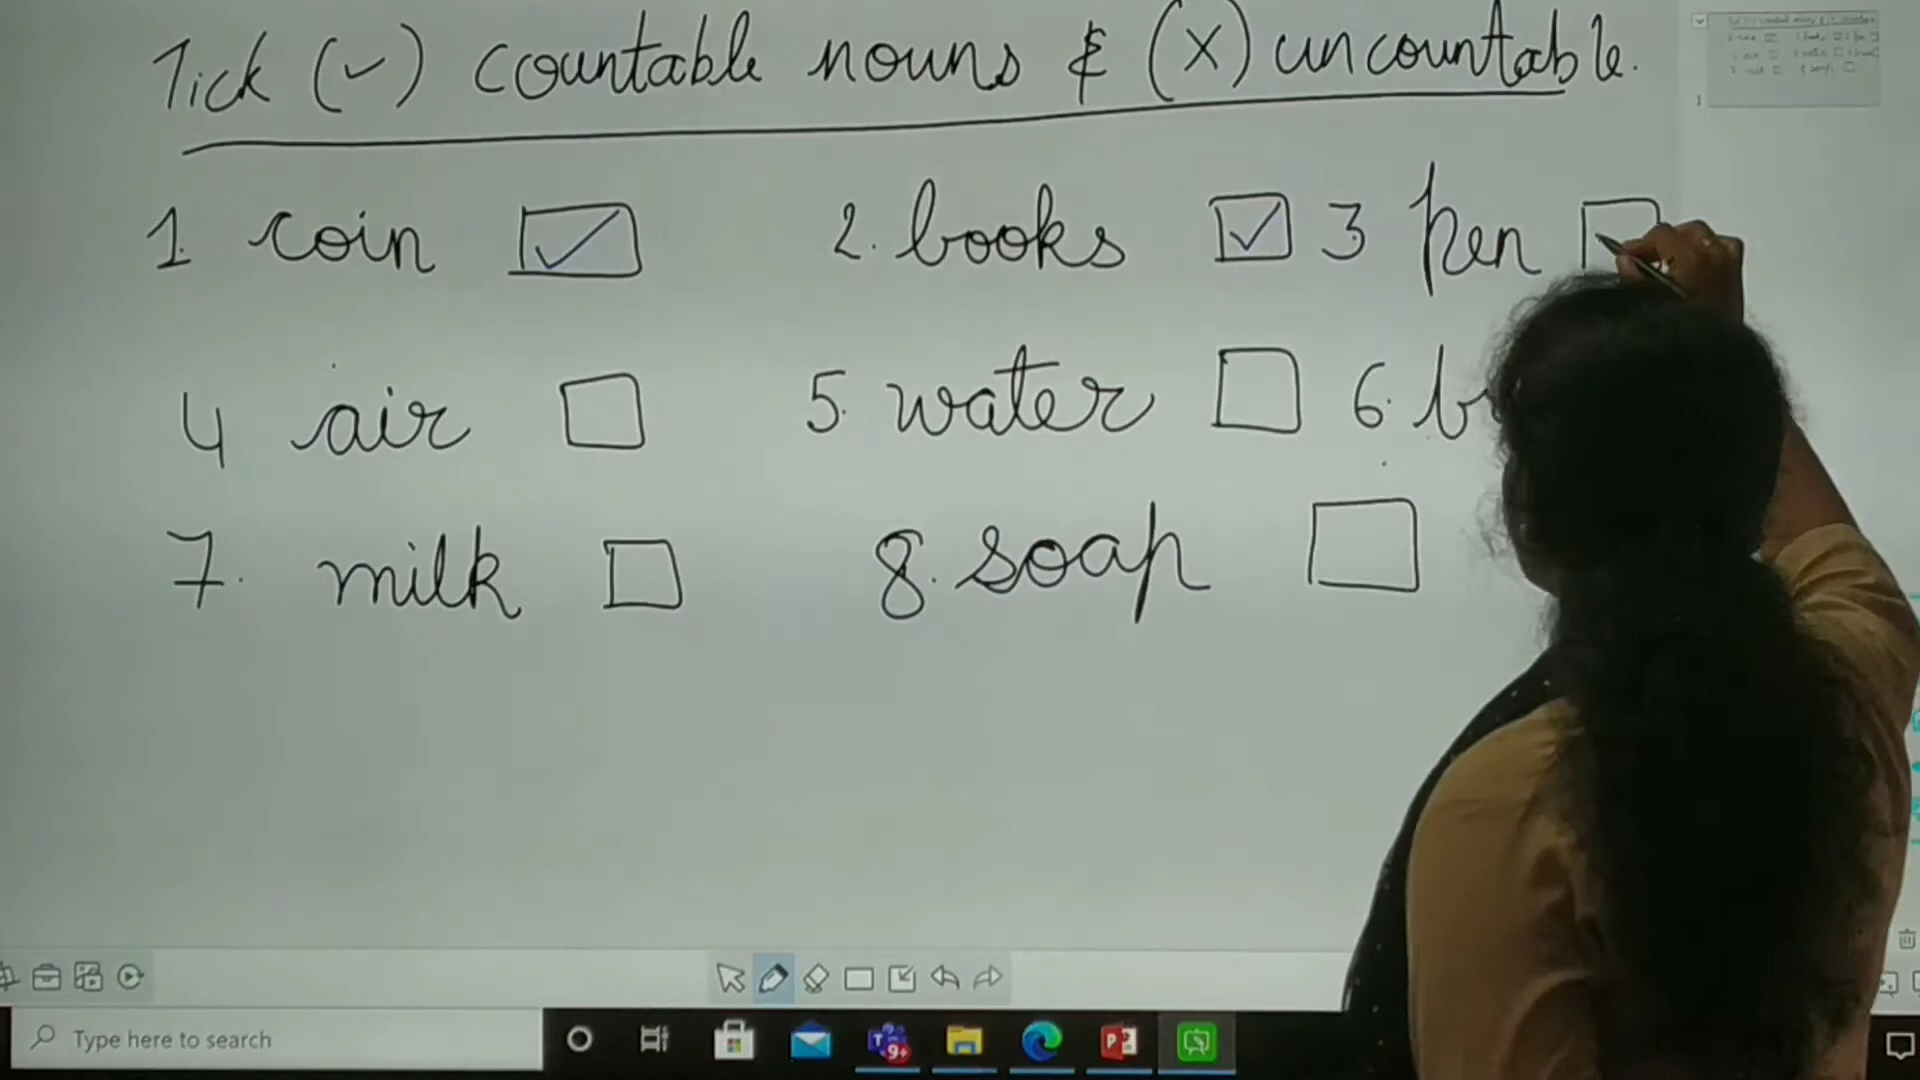 Tick (✓) countable nouns & (X) uncountable.
1. coin ✓ 2. books ✓ 3 pen
4 air 5. water 6.
7. milk 8. soap
1
Type here to search